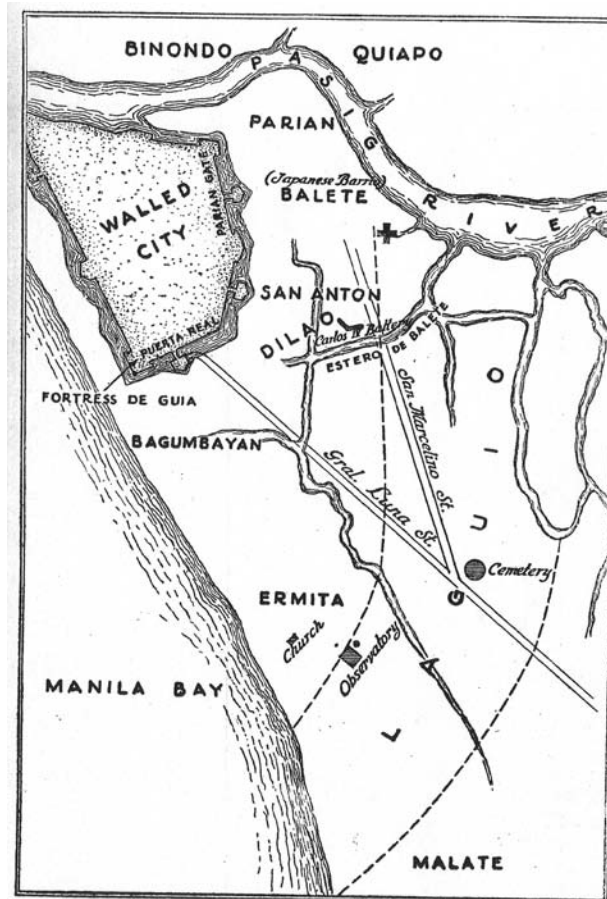 BINONDO
QUIAPO
PASIG RIVER
PARIAN
(Japanese Barrio)
BALETE
WALLED
CITY
PARIAN GATE
SAN ANTON
DILAO
Carlos IV Battery
ESTERO DE BALETE
PUERTA REAL
FORTRESS DE GUIA
San Marcelino St.
BAGUMBAYAN
Gral. Luna St.
LAGUIO
Cemetery
ERMITA
Church
Observatory
MANILA BAY
MALATE